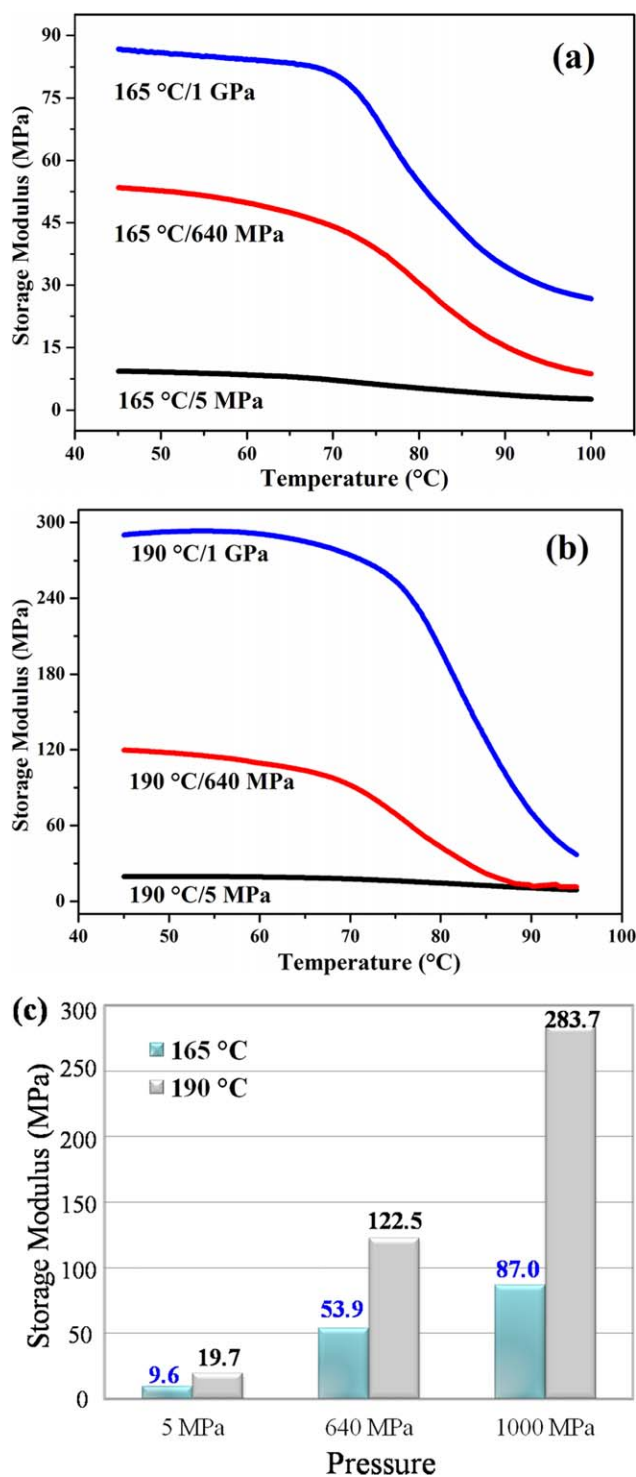 (a)
90
75
60
45
30
15
0
Storage Modulus (MPa)
165 °C/1 GPa
165 °C/640 MPa
165 °C/5 MPa
40 50 60 70 80 90 100
Temperature (°C)
(b)
300
240
180
120
60
0
Storage Modulus (MPa)
190 °C/1 GPa
190 °C/640 MPa
190 °C/5 MPa
40 50 60 70 80 90 100
Temperature (°C)
(c)
300
250
200
150
100
50
0
Storage Modulus (MPa)
165 °C
190 °C
9.6
19.7
53.9
122.5
87.0
283.7
5 MPa 640 MPa 1000 MPa
Pressure